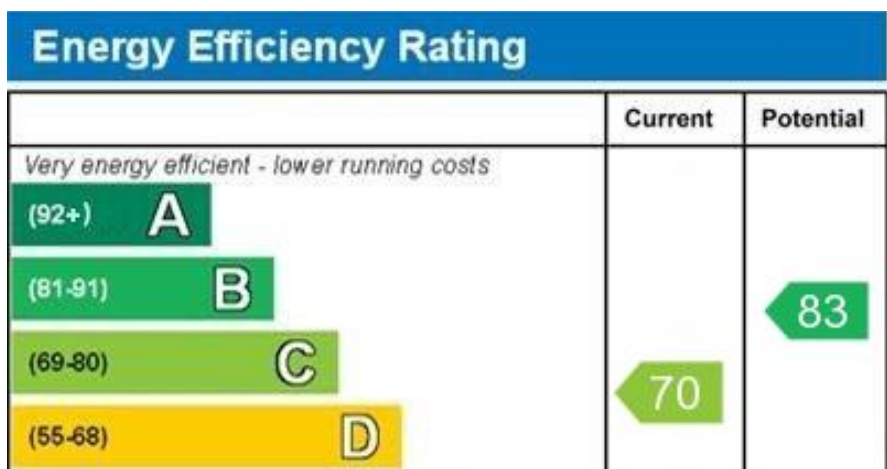 Energy Efficiency Rating
Current Potential
Very energy efficient - lower running costs
(92+) A
(81-91) B
83
(69-80) C
70
(55-68) D